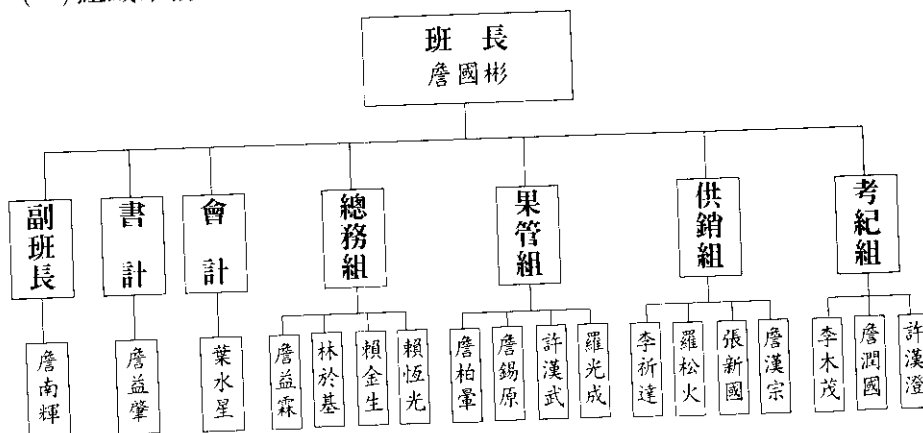 班長
詹國彬
副班長
書計
會計
總務組
果管組
供銷組
考紀組
詹南輝
詹益肇
葉水星
詹益霖
林於基
賴金生
賴恆光
詹柏暈
詹錫原
許漢武
羅光成
李祈達
羅松火
張新國
詹漢宗
李木茂
詹潤國
許漢澄